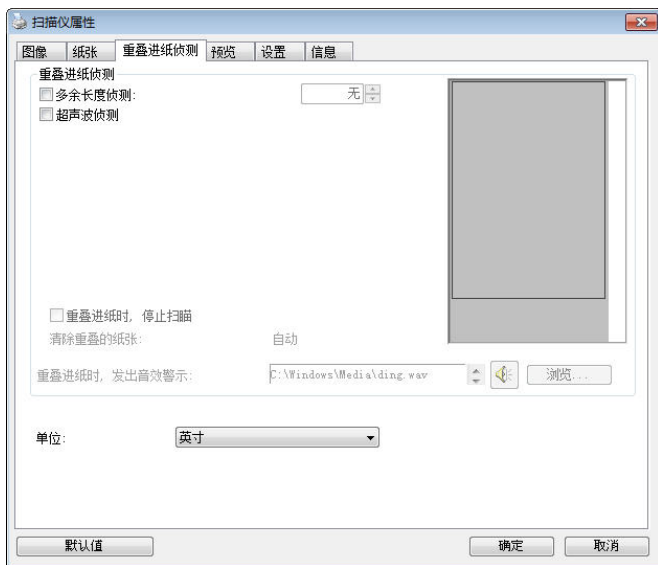 扫描仪属性
图像 纸张 重叠进纸侦测 预览 设置 信息
重叠进纸侦测
多余长度侦测: 无
超声波侦测
重叠进纸时, 停止扫瞄
清除重叠的纸张: 自动
重叠进纸时, 发出音效警示: C:\Windows\Media\ding.wav 浏览...
单位: 英寸
默认值 确定 取消